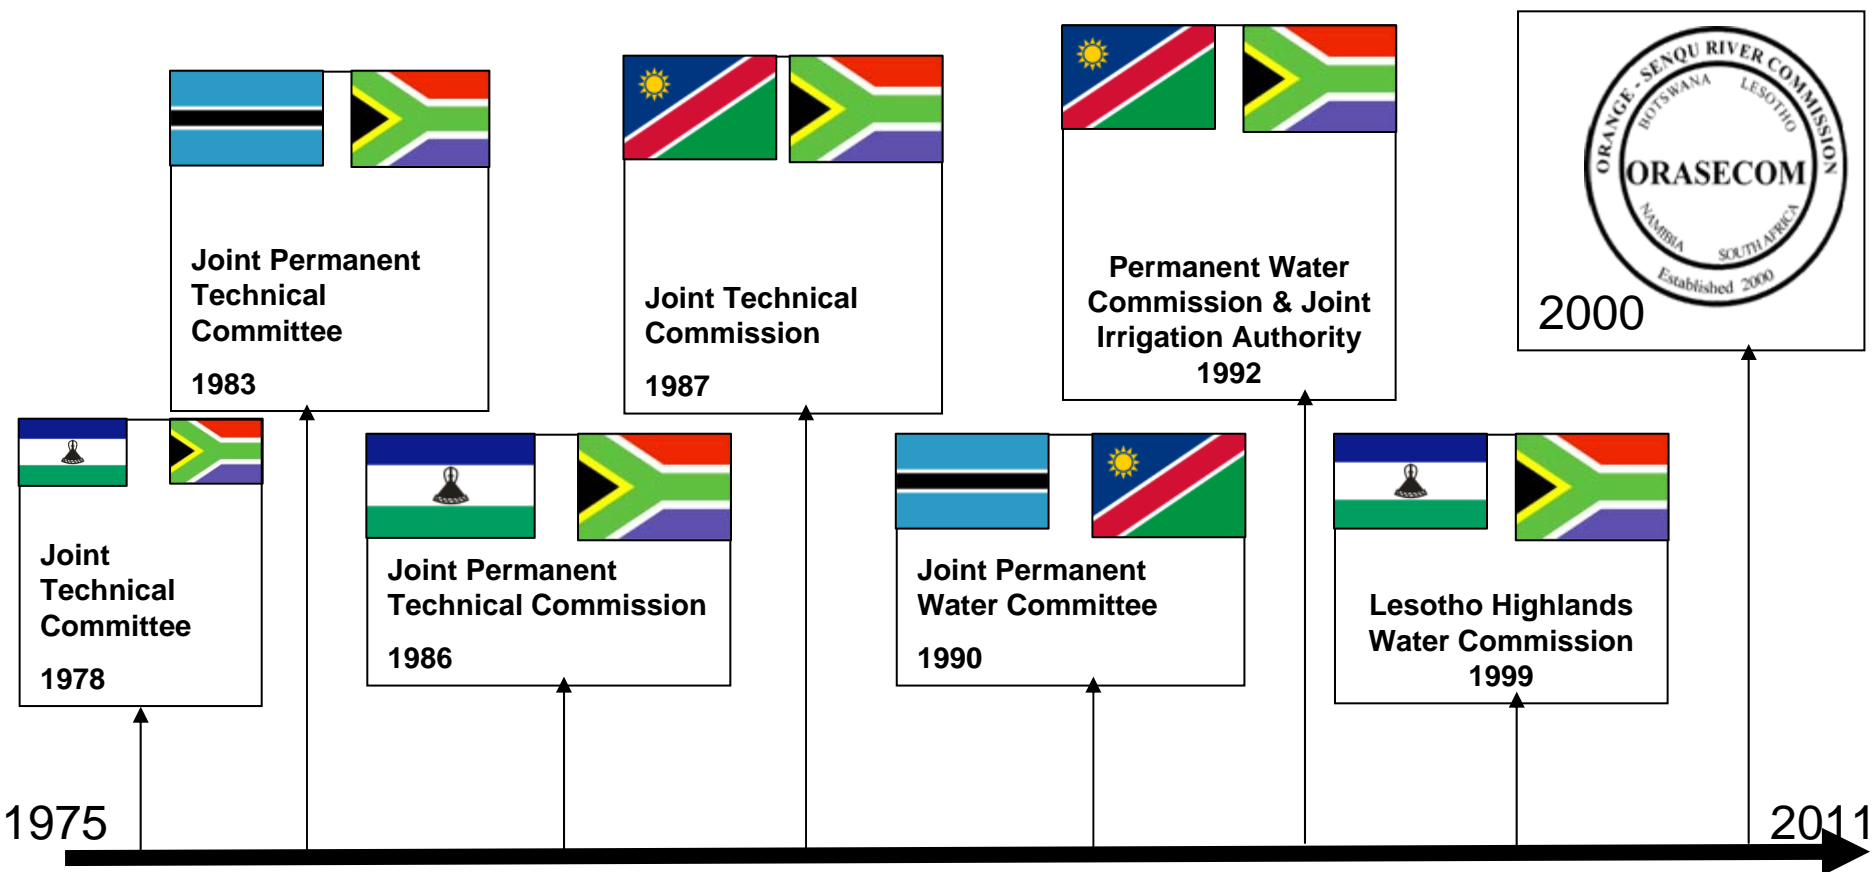 Joint Permanent
Technical
Committee
1983
Joint Technical
Commission
1987
Permanent Water
Commission & Joint
Irrigation Authority
1992
ORANGE - SENQU RIVER COMMISSION
BOTSWANA
LESOTHO
ORASECOM
NAMIBIA
SOUTH AFRICA
Established 2000
2000
Joint
Technical
Committee
1978
Joint Permanent
Technical Commission
1986
Joint Permanent
Water Committee
1990
Lesotho Highlands
Water Commission
1999
1975
2011